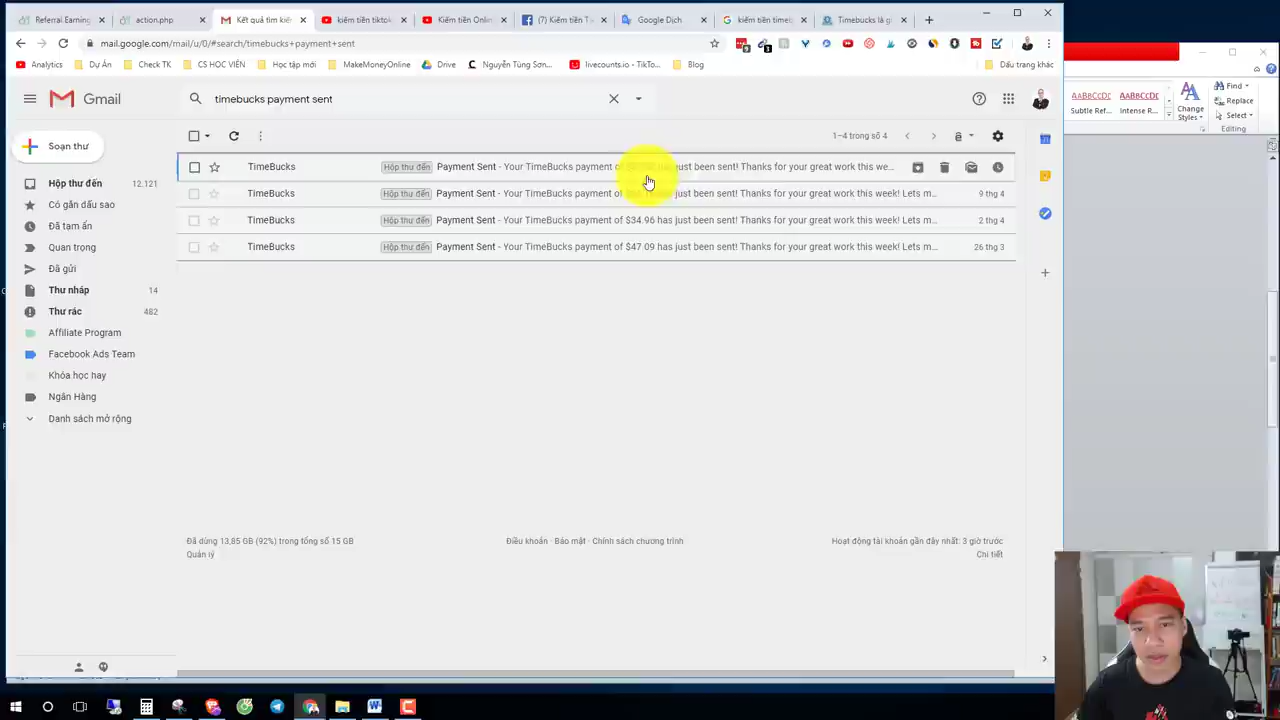 Referral Earning
action.php
Kết quả tìm kiế
kiếm tiền tiktok
Kiếm tiền Onlin
(7) Kiếm tiền T
Google Dịch
kiếm tiền timeb
Timebucks là g
mail.google.com/mail/u/0/#search/timebucks+payment+sent
Analytics
Dự Án
Check TK
CS HOC VIÊN
Học tập mới
MakeMoneyOnline
Drive
Nguyễn Tùng Sơn...
livecounts.io - TikTo...
Blog
Dấu trang khác
Gmail
timebucks payment sent
Soạn thư
1–4 trong số 4
Hộp thư đến 12.121
Có gắn dấu sao
Đã tạm ẩn
Quan trọng
Đã gửi
Thư nháp 14
Thư rác 482
Affiliate Program
Facebook Ads Team
Khóa học hay
Ngân Hàng
Danh sách mở rộng
TimeBucks Hộp thư đến Payment Sent - Your TimeBucks payment of just been sent! Thanks for your great work this we...
TimeBucks Hộp thư đến Payment Sent - Your TimeBucks payment of has just been sent! Thanks for your great work this week! Lets m... 9 thg 4
TimeBucks Hộp thư đến Payment Sent - Your TimeBucks payment of $34.96 has just been sent! Thanks for your great work this week! Lets m... 2 thg 4
TimeBucks Hộp thư đến Payment Sent - Your TimeBucks payment of $47.09 has just been sent! Thanks for your great work this week! Lets m... 26 thg 3
Đã dùng 13,85 GB (92%) trong tổng số 15 GB
Quản lý
Điều khoản · Bảo mật · Chính sách chương trình
Hoạt động tài khoản gần đây nhất: 3 giờ trước
Chi tiết
AABBCCDC
Subtle Ref...
AABBCCDC
Intense R...
Change
Styles
Find
Replace
Select
Editing